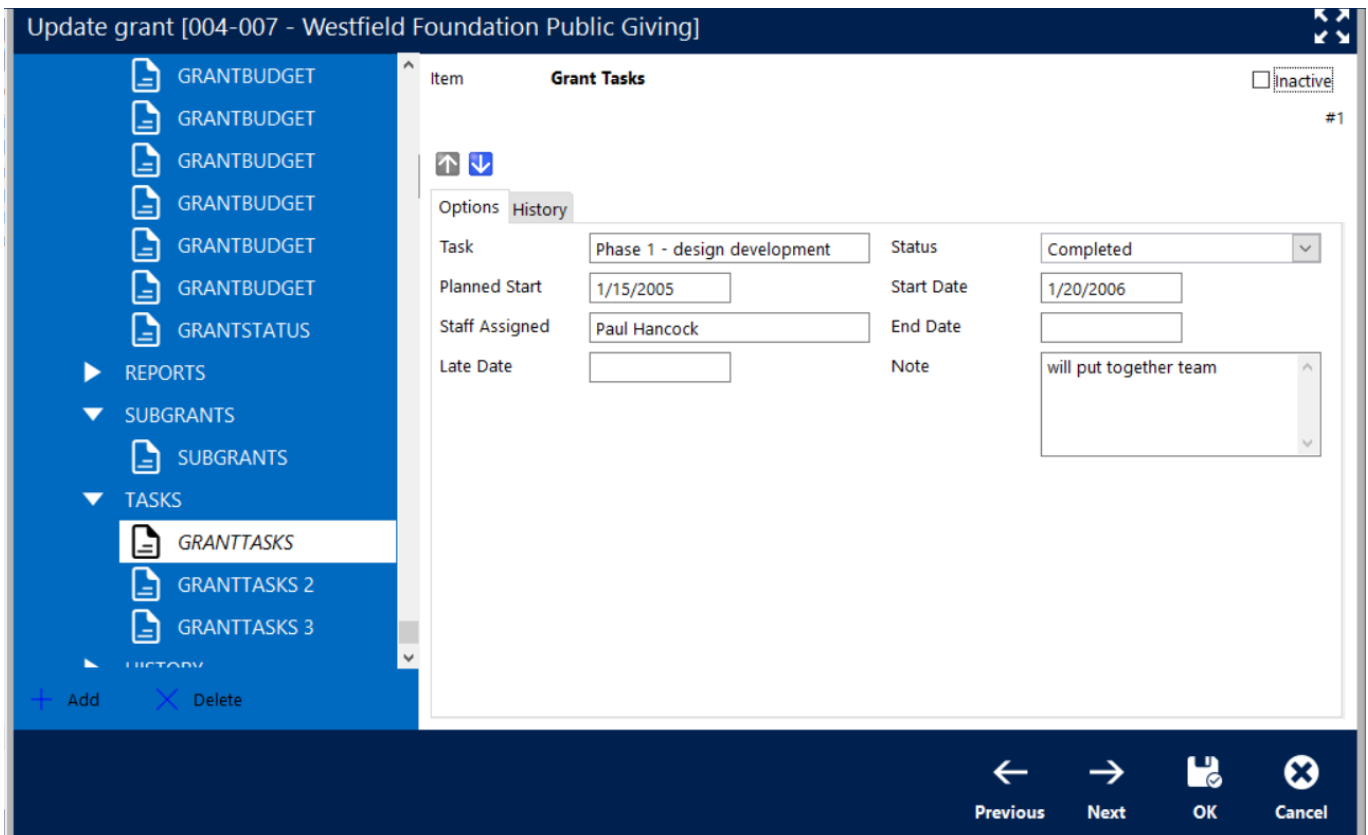 Update grant [004-007 - Westfield Foundation Public Giving]
GRANTBUDGET
GRANTBUDGET
GRANTBUDGET
GRANTBUDGET
GRANTBUDGET
GRANTBUDGET
GRANTSTATUS
REPORTS
SUBGRANTS
SUBGRANTS
TASKS
GRANTTASKS
GRANTTASKS 2
GRANTTASKS 3
HISTORY
Add Delete
Item Grant Tasks Inactive
#1
Options History
Task Phase 1 - design development Status Completed
Planned Start 1/15/2005 Start Date 1/20/2006
Staff Assigned Paul Hancock End Date
Late Date Note will put together team
Previous Next OK Cancel